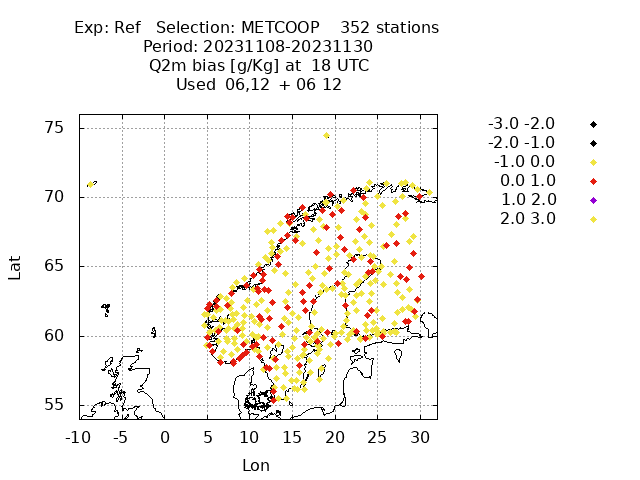 Exp: Ref   Selection: METCOOP    352 stations
Period: 20231108-20231130
Q2m bias [g/Kg] at  18 UTC
Used  06,12  + 06 12
-3.0 -2.0
-2.0 -1.0
-1.0 0.0
0.0 1.0
1.0 2.0
2.0 3.0
75
70
65
60
55
Lat
-10 -5 0 5 10 15 20 25 30
Lon